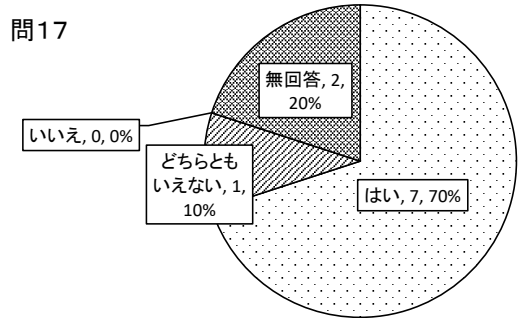 問17
無回答, 2,
20%
いいえ, 0, 0%
どちらとも
いえない, 1,
10%
はい, 7, 70%